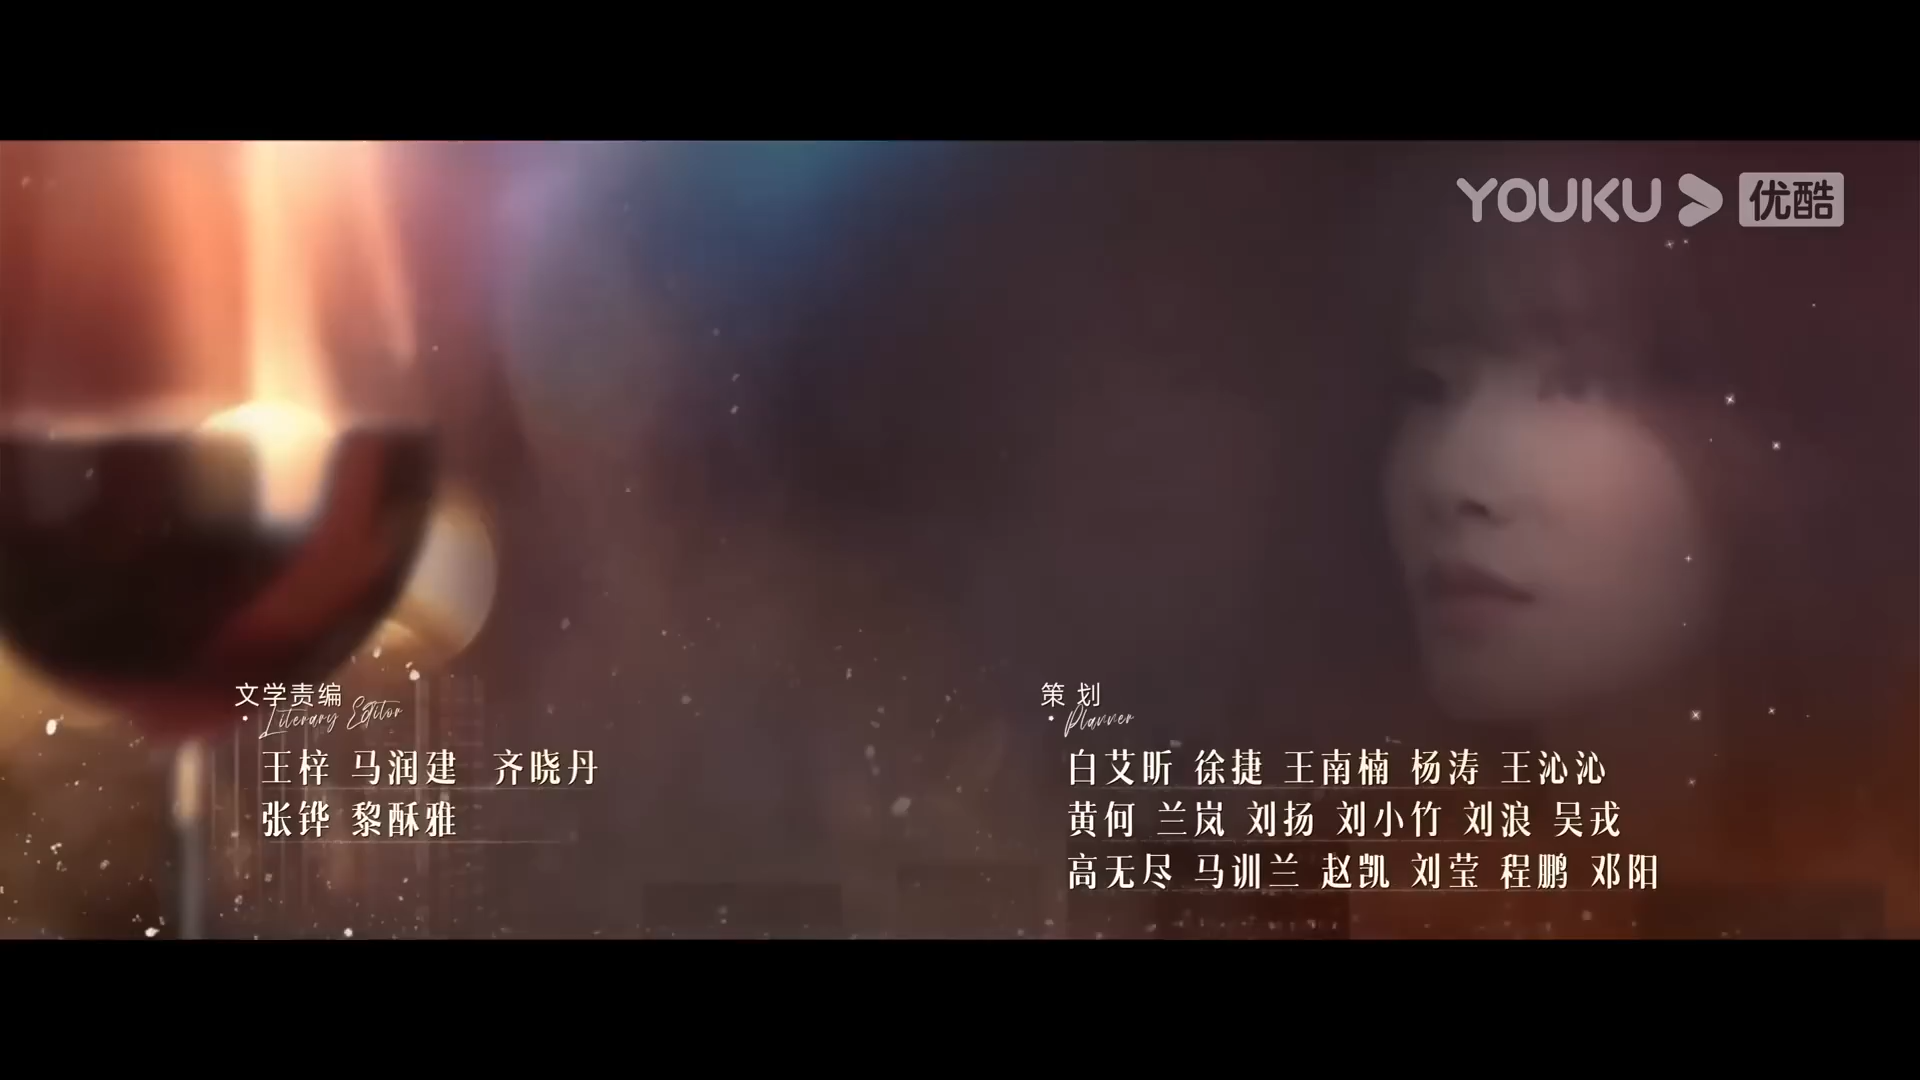 YOUKU 优酷
文学责编
Literary Editor
王梓 马润建 齐晓丹
张铧 黎酥雅
策划
Planner
白艾昕 徐捷 王南楠 杨涛 王沁沁
黄何 兰岚 刘扬 刘小竹 刘浪 吴戎
高无尽 马训兰 赵凯 刘莹 程鹏 邓阳